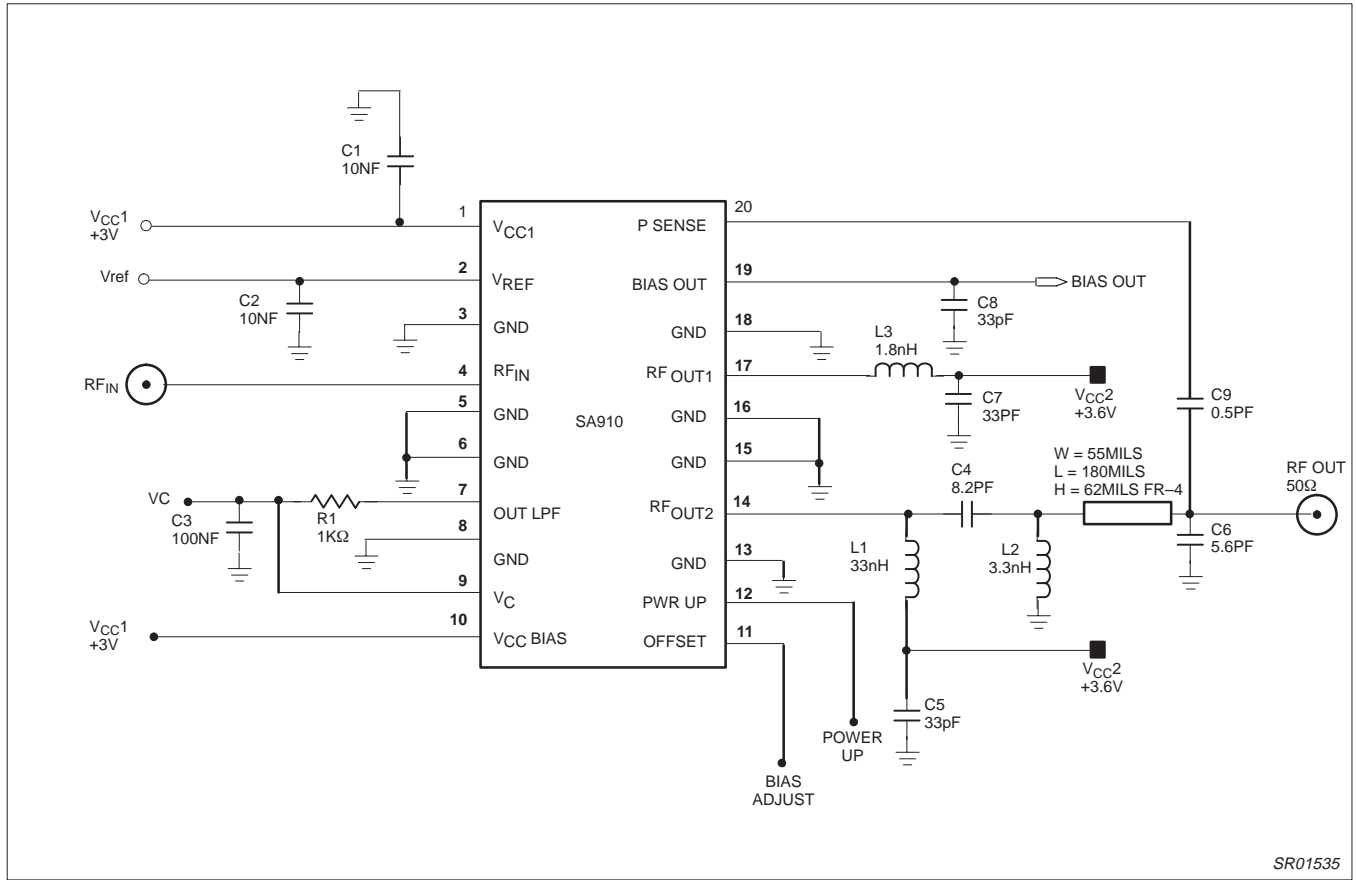 C1
10NF
VCC1
+3V
1
VCC1
Vref
2
VREF
C2
10NF
3
GND
RFIN
4
RFIN
5
GND
6
GND
VC
7
OUT LPF
R1
1KΩ
C3
100NF
8
GND
9
VC
10
VCC BIAS
VCC1
+3V
SA910
20
P SENSE
19
BIAS OUT
BIAS OUT
C8
33pF
18
GND
L3
1.8nH
17
RF OUT1
C7
33PF
VCC2
+3.6V
C9
0.5PF
16
GND
15
GND
W = 55MILS
L = 180MILS
H = 62MILS FR–4
C4
8.2PF
RF OUT
50Ω
14
RFOUT2
C6
5.6PF
L1
33nH
L2
3.3nH
13
GND
12
PWR UP
11
OFFSET
VCC2
+3.6V
C5
33pF
POWER
UP
BIAS
ADJUST
SR01535